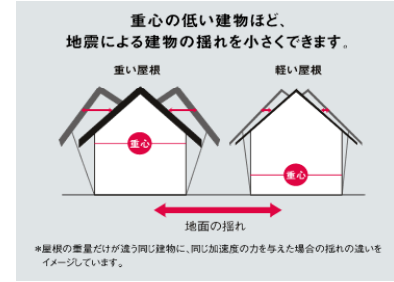 重心の低い建物ほど、
地震による建物の揺れを小さくできます。
重い屋根
軽い屋根
重心
重心
地面の揺れ
＊屋根の重量だけが違う同じ建物に、同じ加速度の力を与えた場合の揺れの違いを
イメージしています。